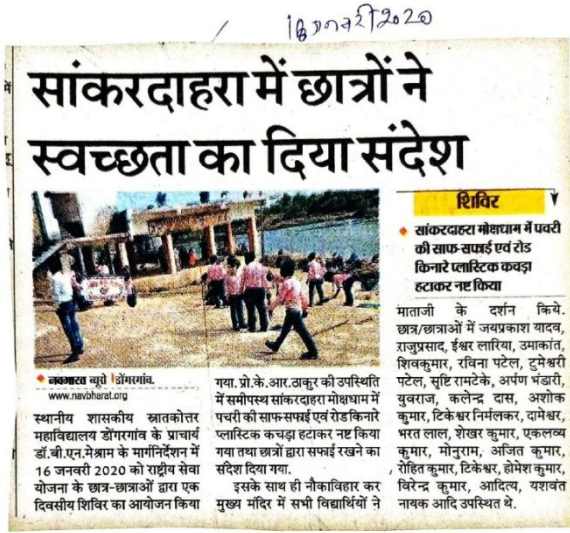 16 जनवरी 2020
सांकरदाहरा में छात्रों ने
स्वच्छता का दिया संदेश
शिविर
सांकरदाहरा मोक्षधाम में पचरी
की साफ-सफाई एवं रोड
किनारे प्लास्टिक कचड़ा
हटाकर नष्ट किया
नवभारत ब्यूरो । डोंगरगांव.
www.navbharat.org
स्थानीय शासकीय स्नातकोत्तर
महाविद्यालय डोंगरगांव के प्राचार्य
डॉ.बी.एन.मेश्राम के मार्गनिर्देशन में
16 जनवरी 2020 को राष्ट्रीय सेवा
योजना के छात्र-छात्राओं द्वारा एक
दिवसीय शिविर का आयोजन किया
गया. प्रो.के.आर.ठाकुर की उपस्थिति
में समीपस्थ सांकरदाहरा मोक्षधाम में
पचरी की साफ-सफाई एवं रोड किनारे
प्लास्टिक कचड़ा हटाकर नष्ट किया
गया तथा छात्रों द्वारा सफाई रखने का
संदेश दिया गया.
इसके साथ ही नौकाविहार कर
मुख्य मंदिर में सभी विद्यार्थियों ने
माताजी के दर्शन किये.
छात्र/छात्राओं में जयप्रकाश यादव,
राजुप्रसाद, ईश्वर लारिया, उमाकांत,
शिवकुमार, रविना पटेल, टुमेश्वरी
पटेल, सृष्टि रामटेके, अर्पण भंडारी,
युवराज, कलेन्द्र दास, अशोक
कुमार, टिकेश्वर निर्मलकर, दामेश्वर,
भरत लाल, शेखर कुमार, एकलव्य
कुमार, मोनुराम, अजित कुमार,
रोहित कुमार, टिकेश्वर, होमेश कुमार,
विरेन्द्र कुमार, आदित्य, यशवंत
नायक आदि उपस्थित थे.